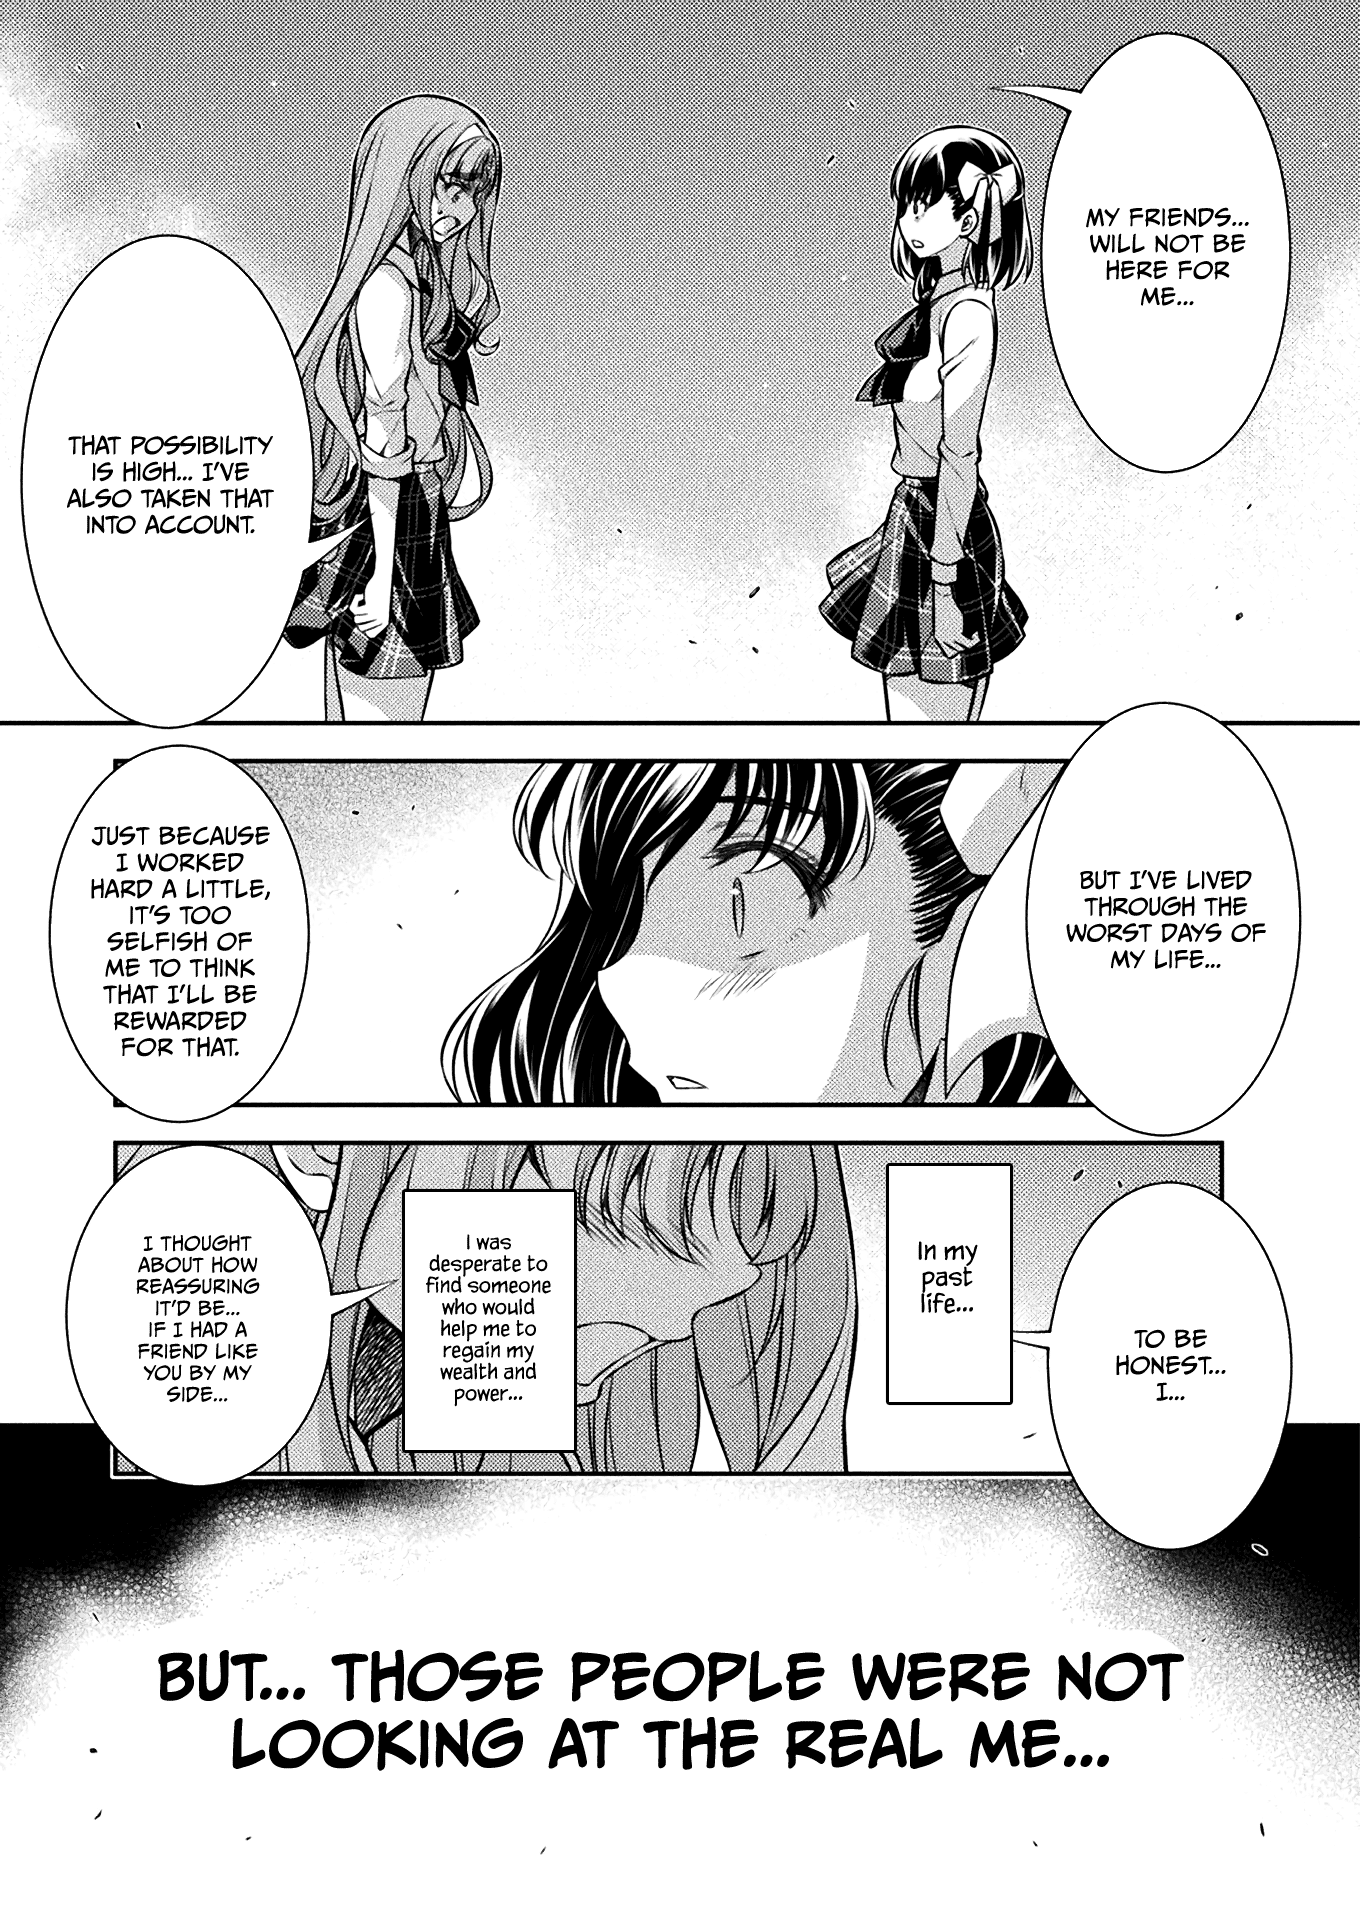 MY FRIENDS...
WILL NOT BE
HERE FOR
ME...
THAT POSSIBILITY
IS HIGH... I'VE
ALSO TAKEN THAT
INTO ACCOUNT.
BUT I'VE LIVED
THROUGH THE
WORST DAYS OF
MY LIFE...
JUST BECAUSE
I WORKED
HARD A LITTLE,
IT'S TOO
SELFISH OF
ME TO THINK
THAT I'LL BE
REWARDED
FOR THAT.
TO BE
HONEST...
I...
In my
past
life...
I was
desperate to
find someone
who would
help me to
regain my
wealth and
power...
I THOUGHT
ABOUT HOW
REASSURING
IT'D BE...
IF I HAD A
FRIEND LIKE
YOU BY MY
SIDE...
BUT... THOSE PEOPLE WERE NOT
LOOKING AT THE REAL ME...